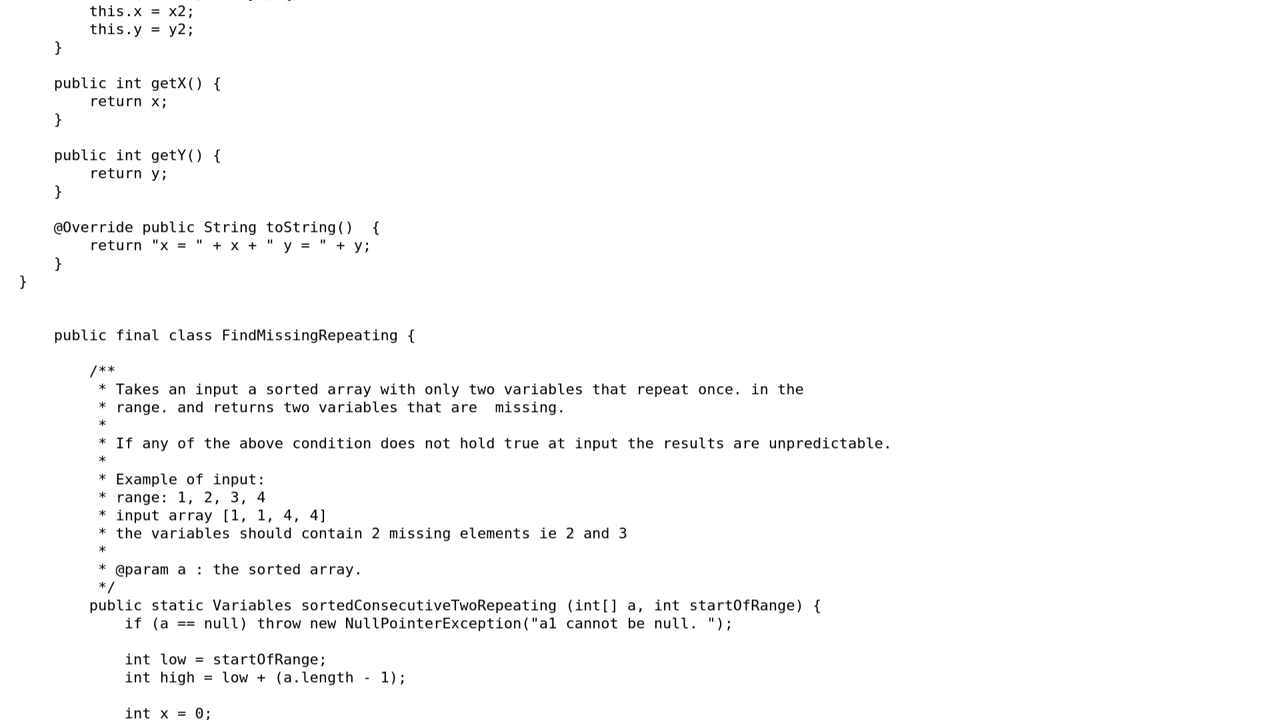 this.x = x2;
        this.y = y2;
    }

    public int getX() {
        return x;
    }

    public int getY() {
        return y;
    }

    @Override public String toString()  {
        return "x = " + x + " y = " + y;
    }
}


    public final class FindMissingRepeating {

        /**
         * Takes an input a sorted array with only two variables that repeat once. in the
         * range. and returns two variables that are  missing.
         *
         * If any of the above condition does not hold true at input the results are unpredictable.
         *
         * Example of input:
         * range: 1, 2, 3, 4
         * input array [1, 1, 4, 4]
         * the variables should contain 2 missing elements ie 2 and 3
         *
         * @param a : the sorted array.
         */
        public static Variables sortedConsecutiveTwoRepeating (int[] a, int startOfRange) {
            if (a == null) throw new NullPointerException("a1 cannot be null. ");

            int low = startOfRange;
            int high = low + (a.length - 1);

            int x = 0;